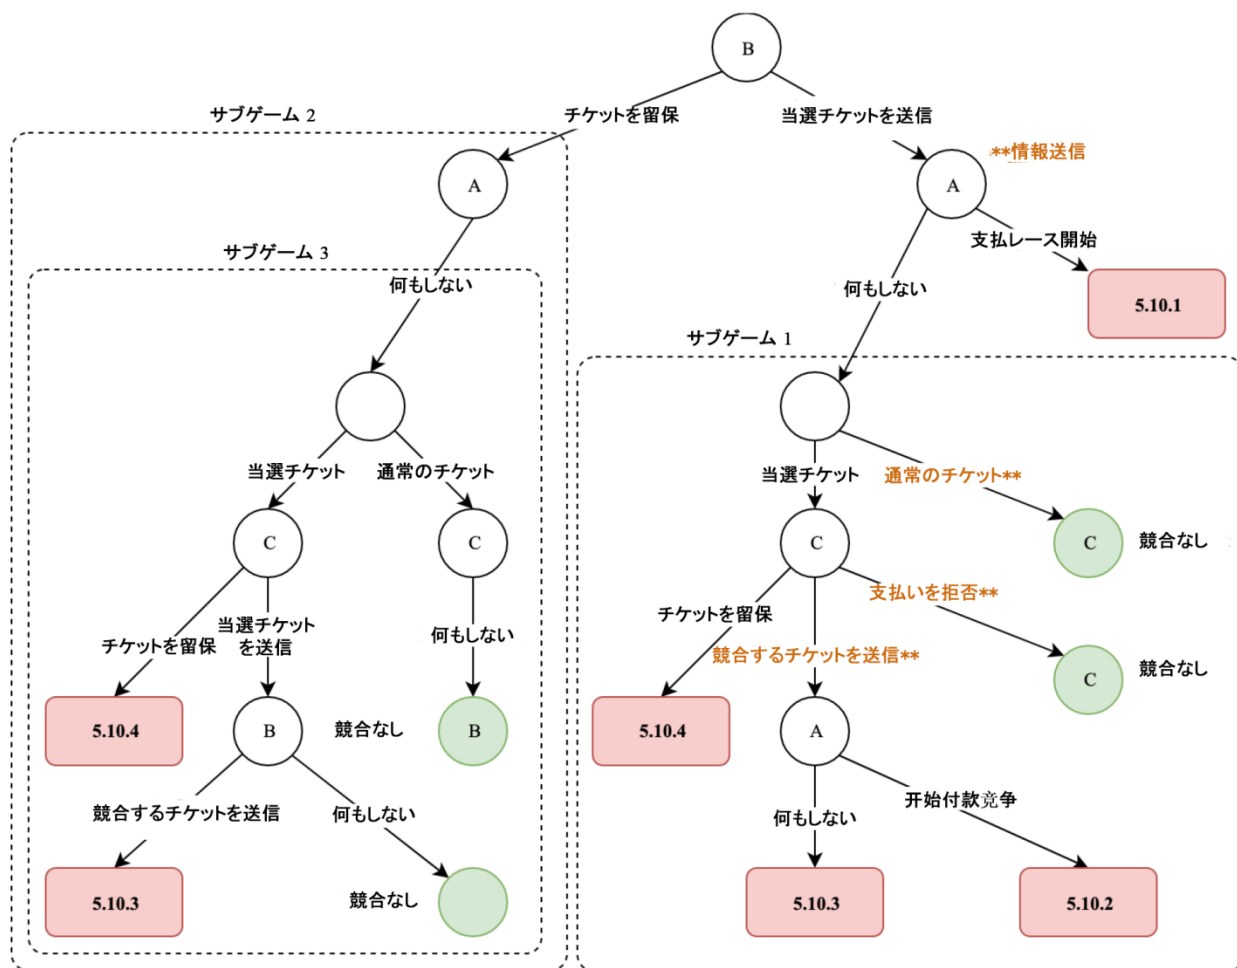 B
サブゲーム 2
チケットを留保
当選チケットを送信
**情報送信
A
A
支払レース開始
サブゲーム 3
何もしない
何もしない
5.10.1
サブゲーム 1
当選チケット
通常のチケット
当選チケット
通常のチケット**
C
C
C
C
競合なし
支払いを拒否**
チケットを留保
当選チケット
を送信
何もしない
チケットを留保
競合するチケットを送信**
C
競合なし
5.10.4
B
競合なし
B
5.10.4
A
競合するチケットを送信
何もしない
何もしない
開始付款竞争
5.10.3
競合なし
5.10.3
5.10.2